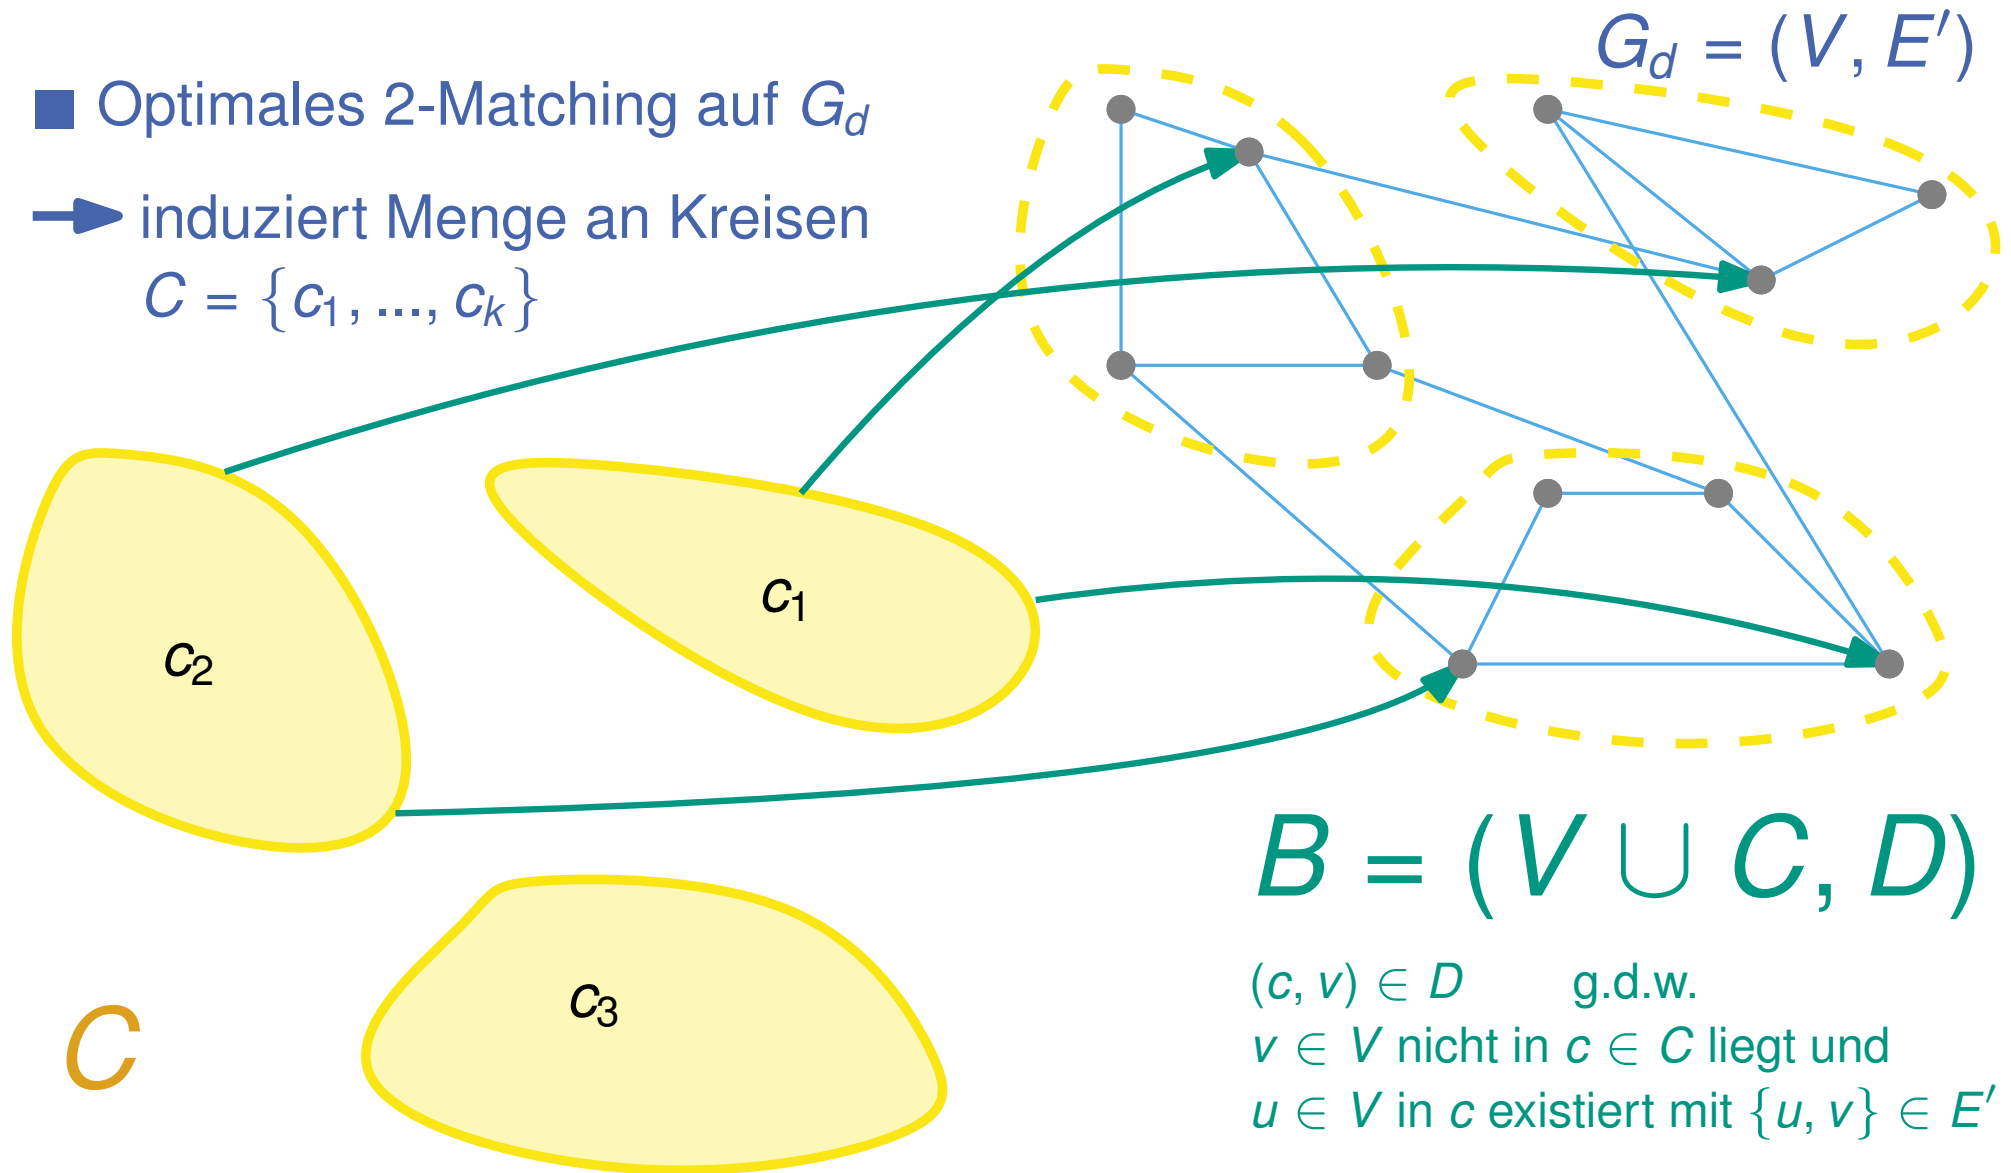 G_d = (V, E′)
Optimales 2-Matching auf G_d
induziert Menge an Kreisen
C = {c_1, ..., c_k}
c_1
c_2
c_3
C
B = (V ∪ C, D)
(c, v) ∈ D g.d.w.
v ∈ V nicht in c ∈ C liegt und
u ∈ V in c existiert mit {u, v} ∈ E′